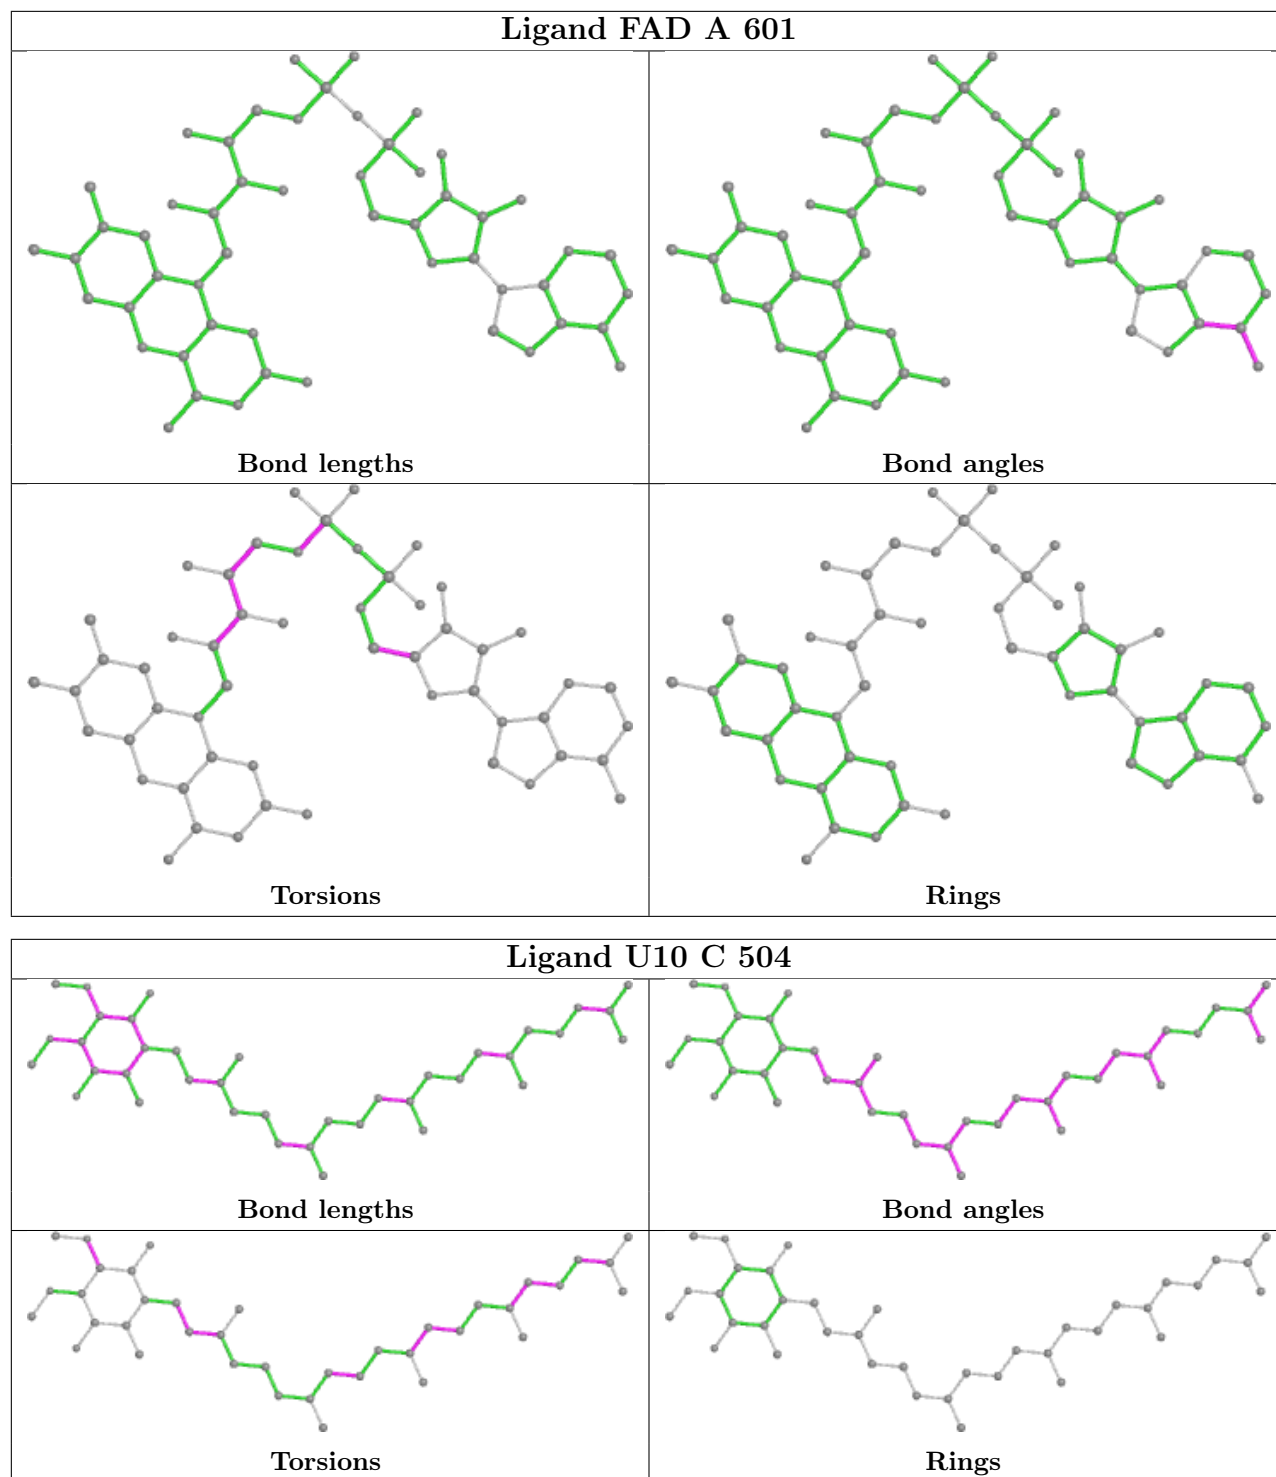 Ligand FAD A 601
Bond lengths
Bond angles
Torsions
Rings
Ligand U10 C 504
Bond lengths
Bond angles
Torsions
Rings